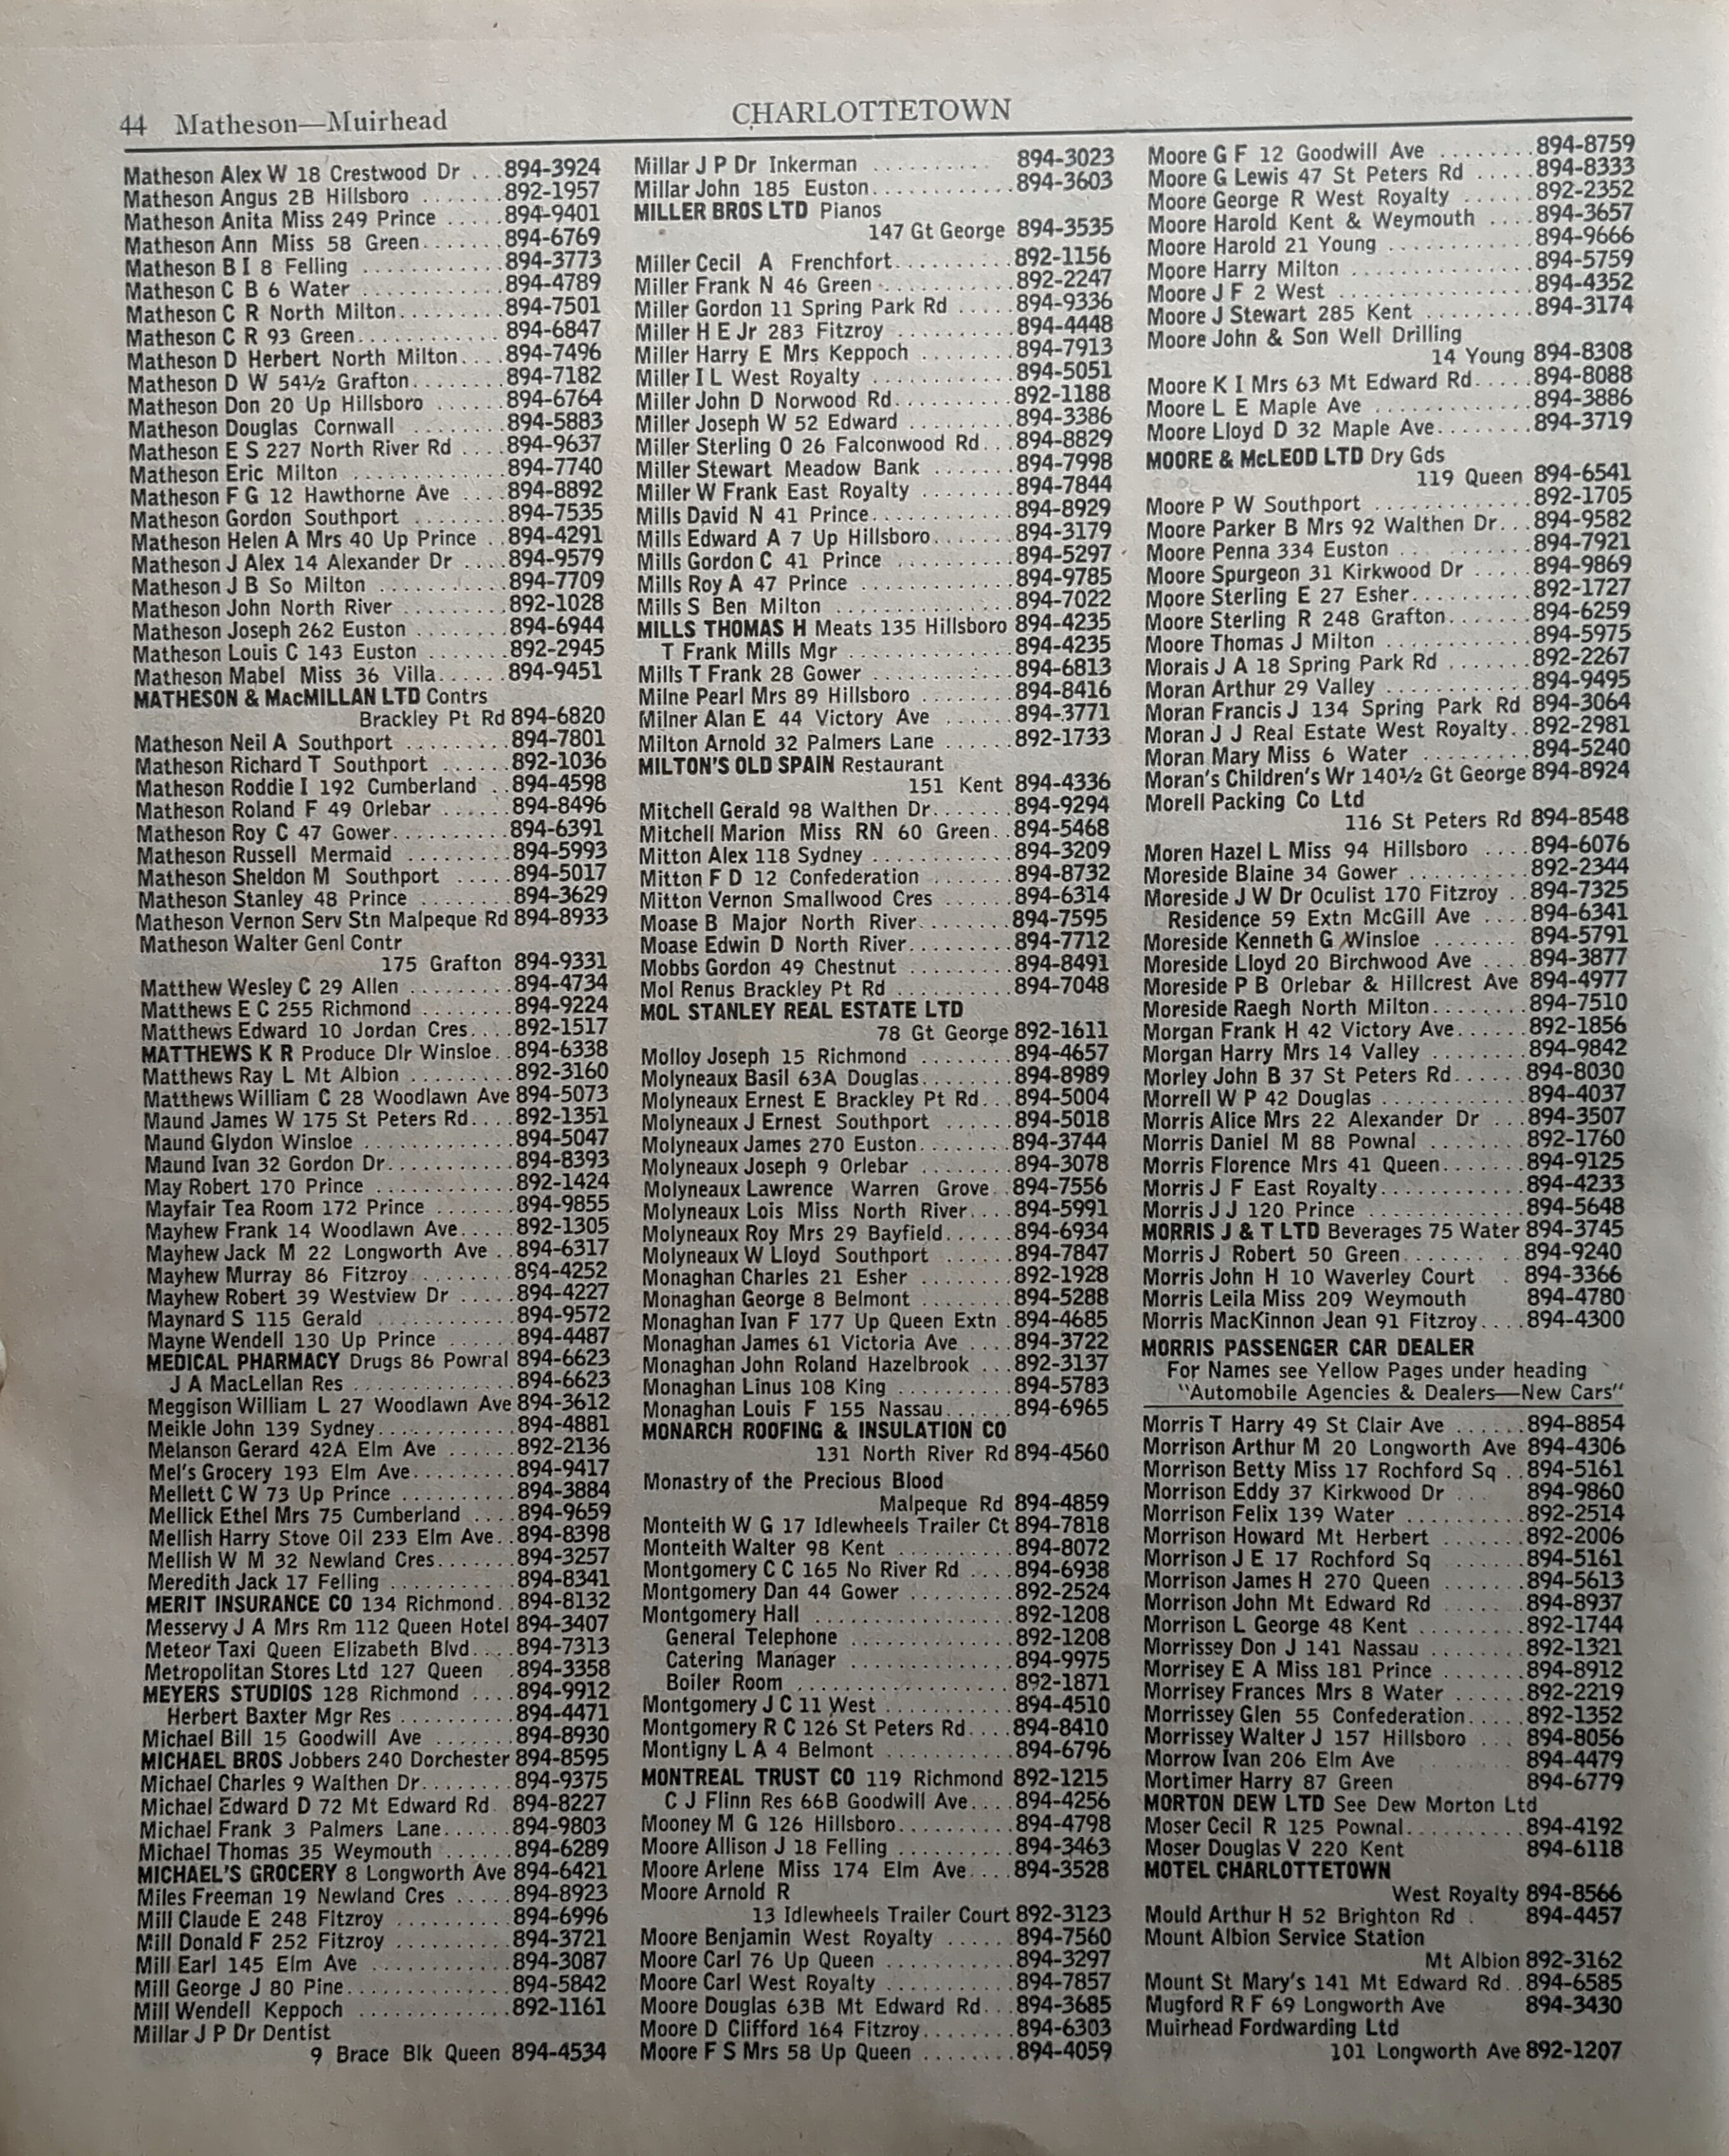 44 Matheson—Muirhead
CHARLOTTETOWN
Matheson Alex W 18 Crestwood Dr ...894-3924
Matheson Angus 2B Hillsboro .......892-1957
Matheson Anita Miss 249 Prince .....894-9401
Matheson Ann Miss 58 Green.......894-6769
Matheson B I 8 Felling ............894-3773
Matheson C B 6 Water ............894-4789
Matheson C R North Milton.........894-7501
Matheson C R 93 Green............894-6847
Matheson D Herbert North Milton....894-7496
Matheson D W 54½ Grafton........894-7182
Matheson Don 20 Up Hillsboro ......894-6764
Matheson Douglas Cornwall ........894-5883
Matheson E S 227 North River Rd ....894-9637
Matheson Eric Milton .............894-7740
Matheson F G 12 Hawthorne Ave ....894-8892
Matheson Gordon Southport ........894-7535
Matheson Helen A Mrs 40 Up Prince ..894-4291
Matheson J Alex 14 Alexander Dr ....894-9579
Matheson J B So Milton ...........894-7709
Matheson John North River .........892-1028
Matheson Joseph 262 Euston ........894-6944
Matheson Louis C 143 Euston .......892-2945
Matheson Mabel Miss 36 Villa......894-9451
MATHESON & MacMILLAN LTD Contrs
Brackley Pt Rd 894-6820
Matheson Neil A Southport .........894-7801
Matheson Richard T Southport ......892-1036
Matheson Roddie I 192 Cumberland ..894-4598
Matheson Roland F 49 Orlebar ......894-8496
Matheson Roy C 47 Gower..........894-6391
Matheson Russell Mermaid .........894-5993
Matheson Sheldon M Southport .....894-5017
Matheson Stanley 48 Prince ........894-3629
Matheson Vernon Serv Stn Malpeque Rd 894-8933
Matheson Walter Genl Contr
175 Grafton 894-9331
Matthew Wesley C 29 Allen .........894-4734
Matthews E C 255 Richmond ........894-9224
Matthews Edward 10 Jordan Cres....892-1517
MATTHEWS K R Produce Dlr Winsloe..894-6338
Matthews Ray L Mt Albion .........892-3160
Matthews William C 28 Woodlawn Ave 894-5073
Maund James W 175 St Peters Rd....892-1351
Maund Glydon Winsloe .............894-5047
Maund Ivan 32 Gordon Dr...........894-8393
May Robert 170 Prince ............892-1424
Mayfair Tea Room 172 Prince .......894-9855
Mayhew Frank 14 Woodlawn Ave.....892-1305
Mayhew Jack M 22 Longworth Ave ..894-6317
Mayhew Murray 86 Fitzroy .........894-4252
Mayhew Robert 39 Westview Dr .....894-4227
Maynard S 115 Gerald ............894-9572
Mayne Wendell 130 Up Prince ......894-4487
MEDICAL PHARMACY Drugs 86 Powral 894-6623
J A MacLellan Res ..............894-6623
Meggison William L 27 Woodlawn Ave 894-3612
Meikle John 139 Sydney............894-4881
Melanson Gerard 42A Elm Ave ......892-2136
Mel's Grocery 193 Elm Ave.........894-9417
Mellett C W 73 Up Prince ..........894-3884
Mellick Ethel Mrs 75 Cumberland ....894-9659
Mellish Harry Stove Oil 233 Elm Ave..894-8398
Mellish W M 32 Newland Cres.......894-3257
Meredith Jack 17 Felling ...........894-8341
MERIT INSURANCE CO 134 Richmond..894-8132
Messervy J A Mrs Rm 112 Queen Hotel 894-3407
Meteor Taxi Queen Elizabeth Blvd....894-7313
Metropolitan Stores Ltd 127 Queen .894-3358
MEYERS STUDIOS 128 Richmond ....894-9912
Herbert Baxter Mgr Res ..........894-4471
Michael Bill 15 Goodwill Ave .......894-8930
MICHAEL BROS Jobbers 240 Dorchester 894-8595
Michael Charles 9 Walthen Dr........894-9375
Michael Edward D 72 Mt Edward Rd. 894-8227
Michael Frank 3 Palmers Lane......894-9803
Michael Thomas 35 Weymouth ......894-6289
MICHAEL'S GROCERY 8 Longworth Ave 894-6421
Miles Freeman 19 Newland Cres .....894-8923
Mill Claude E 248 Fitzroy ..........894-6996
Mill Donald F 252 Fitzroy ..........894-3721
Mill Earl 145 Elm Ave ............894-3087
Mill George J 80 Pine..............894-5842
Mill Wendell Keppoch .............892-1161
Millar J P Dr Dentist
9 Brace Blk Queen 894-4534
Millar J P Dr Inkerman ..........894-3023
Millar John 185 Euston............894-3603
MILLER BROS LTD Pianos
147 Gt George 894-3535
Miller Cecil A Frenchfort..........892-1156
Miller Frank N 46 Green ...........892-2247
Miller Gordon 11 Spring Park Rd .....894-9336
Miller H E Jr 283 Fitzroy ..........894-4448
Miller Harry E Mrs Keppoch ........894-7913
Miller I L West Royalty ............894-5051
Miller John D Norwood Rd..........892-1188
Miller Joseph W 52 Edward .........894-3386
Miller Sterling O 26 Falconwood Rd...894-8829
Miller Stewart Meadow Bank .......894-7998
Miller W Frank East Royalty ........894-7844
Mills David N 41 Prince............894-8929
Mills Edward A 7 Up Hillsboro.......894-3179
Mills Gordon C 41 Prince ..........894-5297
Mills Roy A 47 Prince .............894-9785
Mills S Ben Milton ...............894-7022
MILLS THOMAS H Meats 135 Hillsboro 894-4235
T Frank Mills Mgr ..............894-4235
Mills T Frank 28 Gower ...........894-6813
Milne Pearl Mrs 89 Hillsboro .......894-8416
Milner Alan E 44 Victory Ave ......894-3771
Milton Arnold 32 Palmers Lane ......892-1733
MILTON'S OLD SPAIN Restaurant
151 Kent 894-4336
Mitchell Gerald 98 Walthen Dr.......894-9294
Mitchell Marion Miss RN 60 Green..894-5468
Mitton Alex 118 Sydney ...........894-3209
Mitton F D 12 Confederation .......894-8732
Mitton Vernon Smallwood Cres ......894-6314
Moase B Major North River........894-7595
Moase Edwin D North River.........894-7712
Mobbs Gordon 49 Chestnut .........894-8491
Mol Renus Brackley Pt Rd ..........894-7048
MOL STANLEY REAL ESTATE LTD
78 Gt George 892-1611
Molloy Joseph 15 Richmond ........894-4657
Molyneaux Basil 63A Douglas........894-8989
Molyneaux Ernest E Brackley Pt Rd...894-5004
Molyneaux J Ernest Southport ......894-5018
Molyneaux James 270 Euston........894-3744
Molyneaux Joseph 9 Orlebar ........894-3078
Molyneaux Lawrence Warren Grove..894-7556
Molyneaux Lois Miss North River....894-5991
Molyneaux Roy Mrs 29 Bayfield......894-6934
Molyneaux W Lloyd Southport ......894-7847
Monaghan Charles 21 Esher ........892-1928
Monaghan George 8 Belmont ........894-5288
Monaghan Ivan F 177 Up Queen Extn .894-4685
Monaghan James 61 Victoria Ave ....894-3722
Monaghan John Roland Hazelbrook ...892-3137
Monaghan Linus 108 King ..........894-5783
Monaghan Louis F 155 Nassau......894-6965
MONARCH ROOFING & INSULATION CO
131 North River Rd 894-4560
Monastry of the Precious Blood
Malpeque Rd 894-4859
Monteith W G 17 Idlewheels Trailer Ct 894-7818
Monteith Walter 98 Kent ..........894-8072
Montgomery C C 165 No River Rd ....894-6938
Montgomery Dan 44 Gower .........892-2524
Montgomery Hall .................892-1208
General Telephone ..............892-1208
Catering Manager ..............894-9975
Boiler Room ...................892-1871
Montgomery J C 11 West ...........894-4510
Montgomery R C 126 St Peters Rd....894-8410
Montigny L A 4 Belmont ...........894-6796
MONTREAL TRUST CO 119 Richmond 892-1215
C J Flinn Res 66B Goodwill Ave....894-4256
Mooney M G 126 Hillsboro..........894-4798
Moore Allison J 18 Felling .........894-3463
Moore Arlene Miss 174 Elm Ave....894-3528
Moore Arnold R
13 Idlewheels Trailer Court 892-3123
Moore Benjamin West Royalty ......894-7560
Moore Carl 76 Up Queen ...........894-3297
Moore Carl West Royalty ..........894-7857
Moore Douglas 63B Mt Edward Rd...894-3685
Moore D Clifford 164 Fitzroy........894-6303
Moore F S Mrs 58 Up Queen ........894-4059
Moore G F 12 Goodwill Ave ........894-8759
Moore G Lewis 47 St Peters Rd .....894-8333
Moore George R West Royalty ......892-2352
Moore Harold Kent & Weymouth ....894-3657
Moore Harold 21 Young ...........894-9666
Moore Harry Milton ..............894-5759
Moore J F 2 West ................894-4352
Moore J Stewart 285 Kent .........894-3174
Moore John & Son Well Drilling
14 Young 894-8308
Moore K I Mrs 63 Mt Edward Rd.....894-8088
Moore L E Maple Ave .............894-3886
Moore Lloyd D 32 Maple Ave........894-3719
MOORE & McLEOD LTD Dry Gds
119 Queen 894-6541
Moore P W Southport .............892-1705
Moore Parker B Mrs 92 Walthen Dr...894-9582
Moore Penna 334 Euston ..........894-7921
Moore Spurgeon 31 Kirkwood Dr .....894-9869
Moore Sterling E 27 Esher..........892-1727
Moore Sterling R 248 Grafton.......894-6259
Moore Thomas J Milton ............894-5975
Morais J A 18 Spring Park Rd .......892-2267
Moran Arthur 29 Valley ...........894-9495
Moran Francis J 134 Spring Park Rd 894-3064
Moran J J Real Estate West Royalty..892-2981
Moran Mary Miss 6 Water .........894-5240
Moran's Children's Wr 140½ Gt George 894-8924
Morell Packing Co Ltd
116 St Peters Rd 894-8548
Moren Hazel L Miss 94 Hillsboro ....894-6076
Moreside Blaine 34 Gower .........892-2344
Moreside J W Dr Oculist 170 Fitzroy ..894-7325
Residence 59 Extn McGill Ave ....894-6341
Moreside Kenneth G Winsloe ........894-5791
Moreside Lloyd 20 Birchwood Ave ....894-3877
Moreside P B Orlebar & Hillcrest Ave 894-4977
Moreside Raegh North Milton........894-7510
Morgan Frank H 42 Victory Ave......892-1856
Morgan Harry Mrs 14 Valley ........894-9842
Morley John B 37 St Peters Rd......894-8030
Morrell W P 42 Douglas ...........894-4037
Morris Alice Mrs 22 Alexander Dr ...894-3507
Morris Daniel M 88 Pownal ........892-1760
Morris Florence Mrs 41 Queen.......894-9125
Morris J F East Royalty............894-4233
Morris J J 120 Prince .............894-5648
MORRIS J & T LTD Beverages 75 Water 894-3745
Morris J Robert 50 Green..........894-9240
Morris John H 10 Waverley Court .894-3366
Morris Leila Miss 209 Weymouth 894-4780
Morris MacKinnon Jean 91 Fitzroy....894-4300
MORRIS PASSENGER CAR DEALER
For Names see Yellow Pages under heading
"Automobile Agencies & Dealers—New Cars"
Morris T Harry 49 St Clair Ave ......894-8854
Morrison Arthur M 20 Longworth Ave 894-4306
Morrison Betty Miss 17 Rochford Sq ..894-5161
Morrison Eddy 37 Kirkwood Dr ... 894-9860
Morrison Felix 139 Water ..........892-2514
Morrison Howard Mt Herbert .......892-2006
Morrison J E 17 Rochford Sq .......894-5161
Morrison James H 270 Queen .......894-5613
Morrison John Mt Edward Rd .......894-8937
Morrison L George 48 Kent .........892-1744
Morrissey Don J 141 Nassau ........892-1321
Morrisey E A Miss 181 Prince .......894-8912
Morrisey Frances Mrs 8 Water ......892-2219
Morrissey Glen 55 Confederation.....892-1352
Morrissey Walter J 157 Hillsboro ... 894-8056
Morrow Ivan 206 Elm Ave 894-4479
Mortimer Harry 87 Green 894-6779
MORTON DEW LTD See Dew Morton Ltd
Moser Cecil R 125 Pownal..........894-4192
Moser Douglas V 220 Kent 894-6118
MOTEL CHARLOTTETOWN
West Royalty 894-8566
Mould Arthur H 52 Brighton Rd . 894-4457
Mount Albion Service Station
Mt Albion 892-3162
Mount St Mary's 141 Mt Edward Rd..894-6585
Mugford R F 69 Longworth Ave 894-3430
Muirhead Fordwarding Ltd
101 Longworth Ave 892-1207